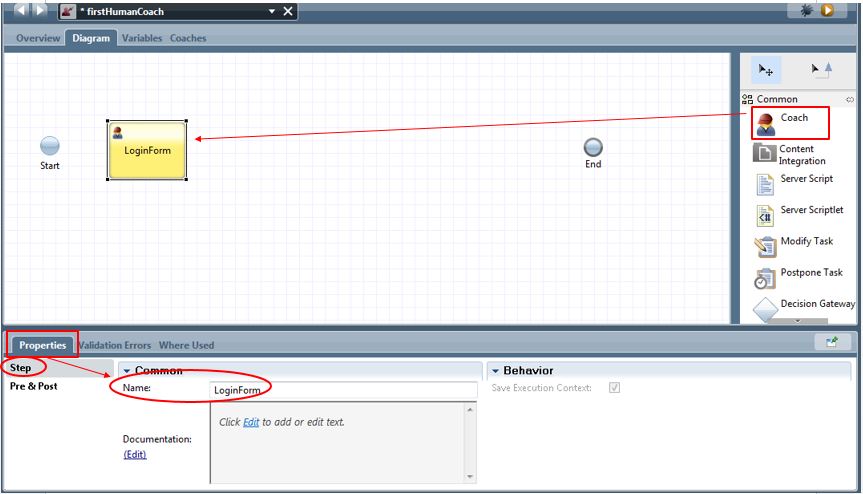 * firstHumanCoach
Overview Diagram Variables Coaches
Common
Coach
LoginForm
Start
End
Content
Integration
Server Script
Server Scriptlet
Modify Task
Postpone Task
Decision Gateway
Properties Validation Errors Where Used
Step
Pre & Post
Common
Name: LoginForm
Click Edit to add or edit text.
Documentation:
(Edit)
Behavior
Save Execution Context: